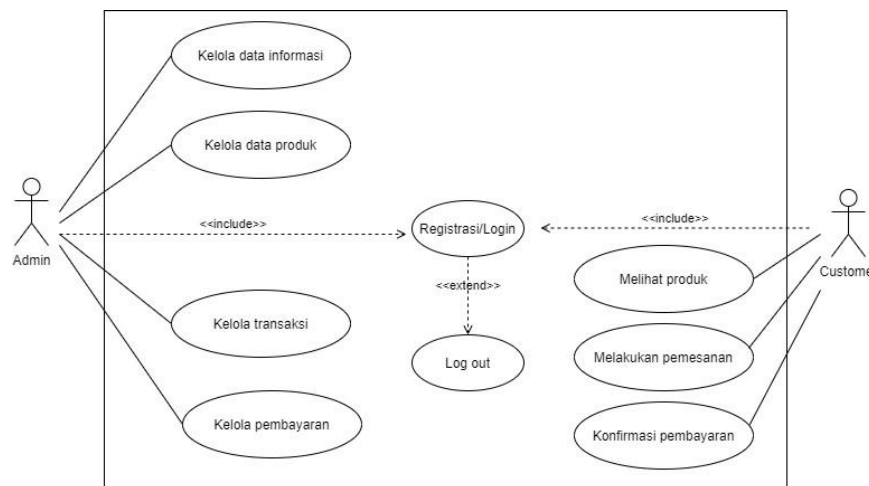 Kelola data informasi
Kelola data produk
<<include>>
Registrasi/Login
<<include>>
Admin
Custome
<<extend>>
Melihat produk
Kelola transaksi
Log out
Melakukan pemesanan
Kelola pembayaran
Konfirmasi pembayaran